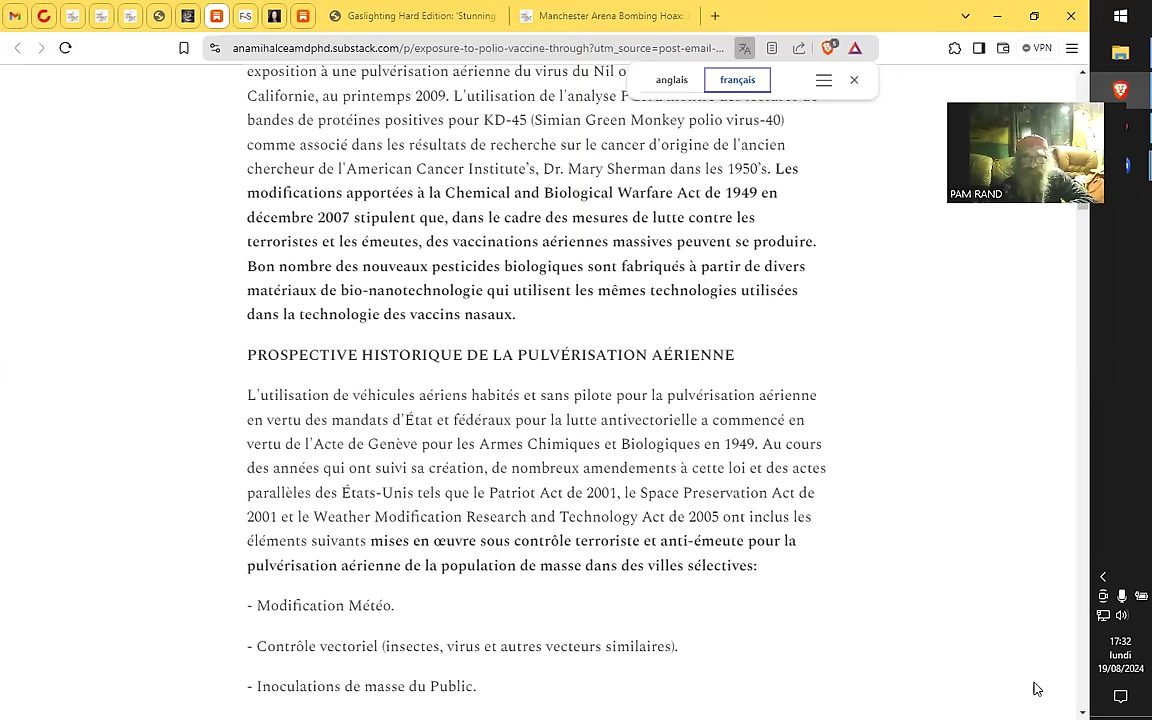 F-S
Gaslighting Hard Edition: 'Stunning
Manchester Arena Bombing Hoax:
anamihalceamdphd.substack.com/p/exposure-to-polio-vaccine-through?utm_source=post-email-...
VPN
anglais
français
exposition à une pulvérisation aérienne du virus du Nil o
Californie, au printemps 2009. L'utilisation de l'analyse
bandes de protéines positives pour KD-45 (Simian Green Monkey polio virus-40)
comme associé dans les résultats de recherche sur le cancer d'origine de l'ancien
chercheur de l'American Cancer Institute's, Dr. Mary Sherman dans les 1950's. Les
modifications apportées à la Chemical and Biological Warfare Act de 1949 en
décembre 2007 stipulent que, dans le cadre des mesures de lutte contre les
terroristes et les émeutes, des vaccinations aériennes massives peuvent se produire.
Bon nombre des nouveaux pesticides biologiques sont fabriqués à partir de divers
matériaux de bio-nanotechnologie qui utilisent les mêmes technologies utilisées
dans la technologie des vaccins nasaux.
PROSPECTIVE HISTORIQUE DE LA PULVÉRISATION AÉRIENNE
L'utilisation de véhicules aériens habités et sans pilote pour la pulvérisation aérienne
en vertu des mandats d'État et fédéraux pour la lutte antivectorielle a commencé en
vertu de l'Acte de Genève pour les Armes Chimiques et Biologiques en 1949. Au cours
des années qui ont suivi sa création, de nombreux amendements à cette loi et des actes
parallèles des États-Unis tels que le Patriot Act de 2001, le Space Preservation Act de
2001 et le Weather Modification Research and Technology Act de 2005 ont inclus les
éléments suivants mises en œuvre sous contrôle terroriste et anti-émeute pour la
pulvérisation aérienne de la population de masse dans des villes sélectives:
- Modification Météo.
- Contrôle vectoriel (insectes, virus et autres vecteurs similaires).
- Inoculations de masse du Public.
PAM RAND
17:32
lundi
19/08/2024